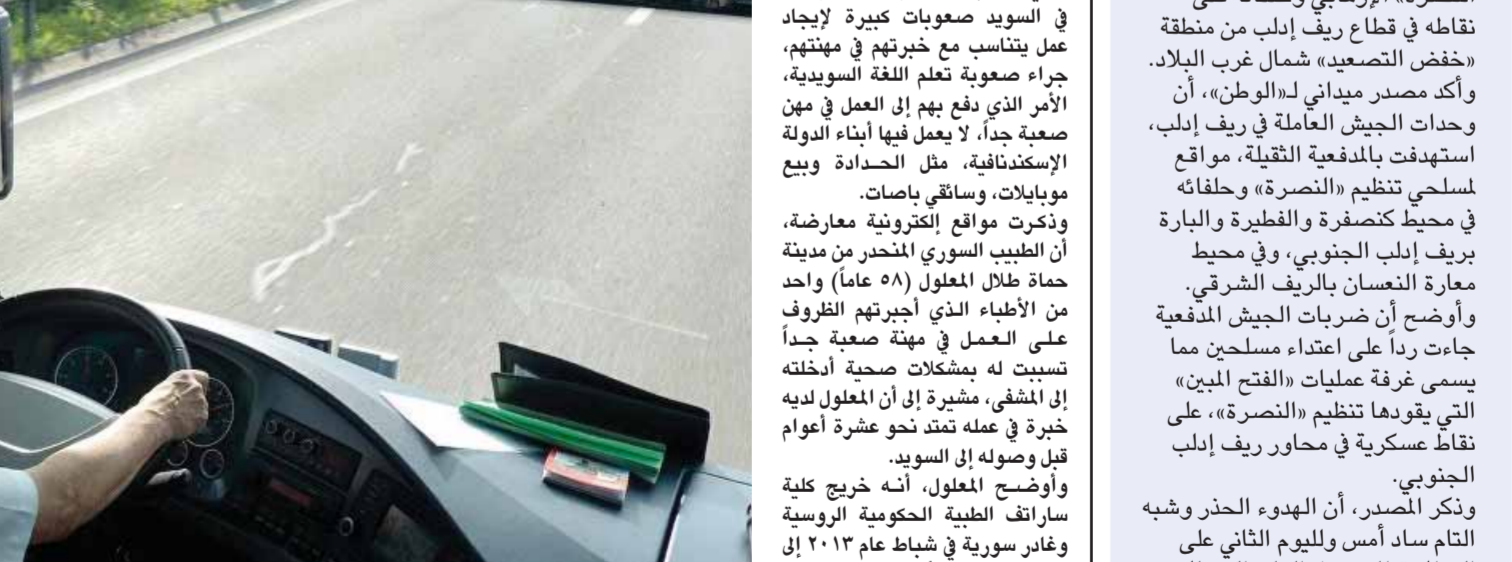 نقاطه في قطاع ريف إدلب من منطقة
«خفض التصعيد» شمال غرب البلاد.
وأكد مصدر ميداني لـ«الوطن»، أن
وحدات الجيش العاملة في ريف إدلب،
استهدفت بالمدفعية الثقيلة، مواقع
لمسلحي تنظيم «النصرة» وحلفائه
في محيط كنصفرة والفطيرة والبارة
بريف إدلب الجنوبي، وفي محيط
معارة النعسان بالريف الشرقي.
وأوضح أن ضربات الجيش المدفعية
جاءت رداً على اعتداء مسلحين مما
يسمى غرفة عمليات «الفتح المبين»
التي يقودها تنظيم «النصرة»، على
نقاط عسكرية في محاور ريف إدلب
الجنوبي.
وذكر المصدر، أن الهدوء الحذر وشبه
التام ساد أمس ولليوم الثاني على
في السويد صعوبات كبيرة لإيجاد
عمل يتناسب مع خبرتهم في مهنتهم،
جراء صعوبة تعلم اللغة السويدية،
الأمر الذي دفع بهم إلى العمل في مهن
صعبة جداً، لا يعمل فيها أبناء الدولة
الإسكندنافية، مثل الحدادة وبيع
موبايلات، وسائقي باصات.
وذكرت مواقع إلكترونية معارضة،
أن الطبيب السوري المنحدر من مدينة
حماة طلال المعلول (٥٨ عاماً) واحد
من الأطباء الذي أجبرتهم الظروف
على العمل في مهنة صعبة جداً
تسببت له بمشكلات صحية أدخلته
إلى المشفى، مشيرة إلى أن المعلول لديه
خبرة في عمله تمتد نحو عشرة أعوام
قبل وصوله إلى السويد.
وأوضح المعلول، أنه خريج كلية
ساراتف الطبية الحكومية الروسية
وغادر سورية في شباط عام ٢٠١٣ إلى